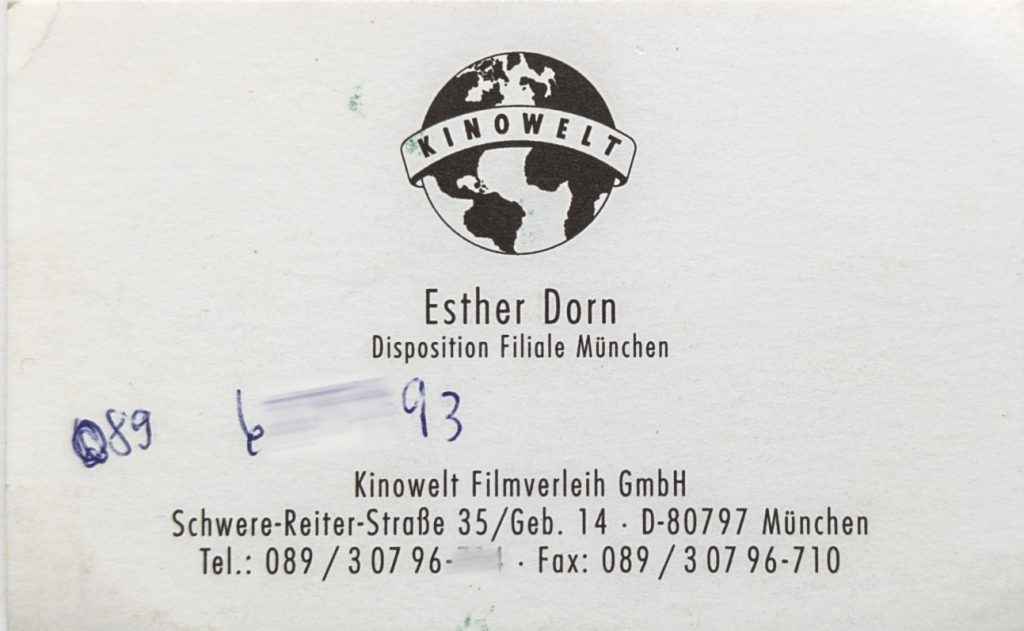 KINOWELT
Esther Dorn
Disposition Filiale München
089 6 93
Kinowelt Filmverleih GmbH
Schwere-Reiter-Straße 35/Geb. 14 · D-80797 München
Tel.: 089 / 3 07 96- · Fax: 089 / 3 07 96-710